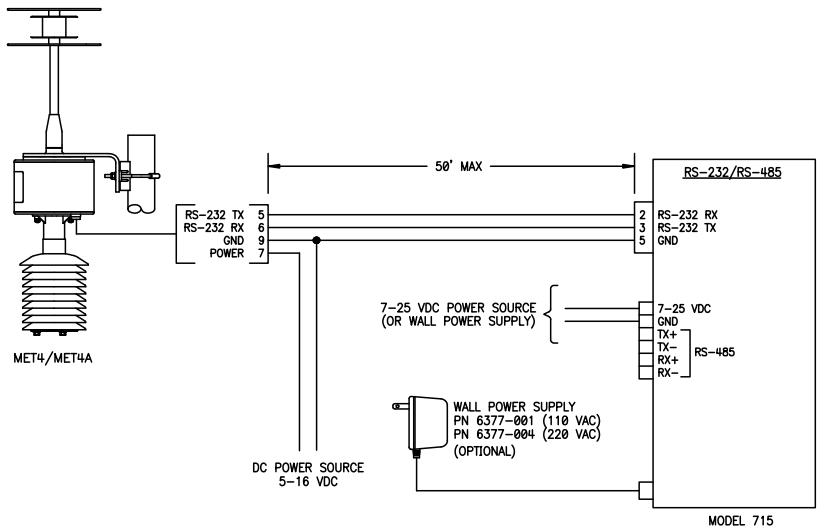 50' MAX
RS-232/RS-485
RS-232 TX 5
RS-232 RX 6
GND 9
POWER 7
2 RS-232 RX
3 RS-232 TX
5 GND
7-25 VDC POWER SOURCE
(OR WALL POWER SUPPLY)
7-25 VDC
GND
TX+
TX-
RX+
RX-
RS-485
MET4/MET4A
WALL POWER SUPPLY
PN 6377-001 (110 VAC)
PN 6377-004 (220 VAC)
(OPTIONAL)
DC POWER SOURCE
5-16 VDC
MODEL 715